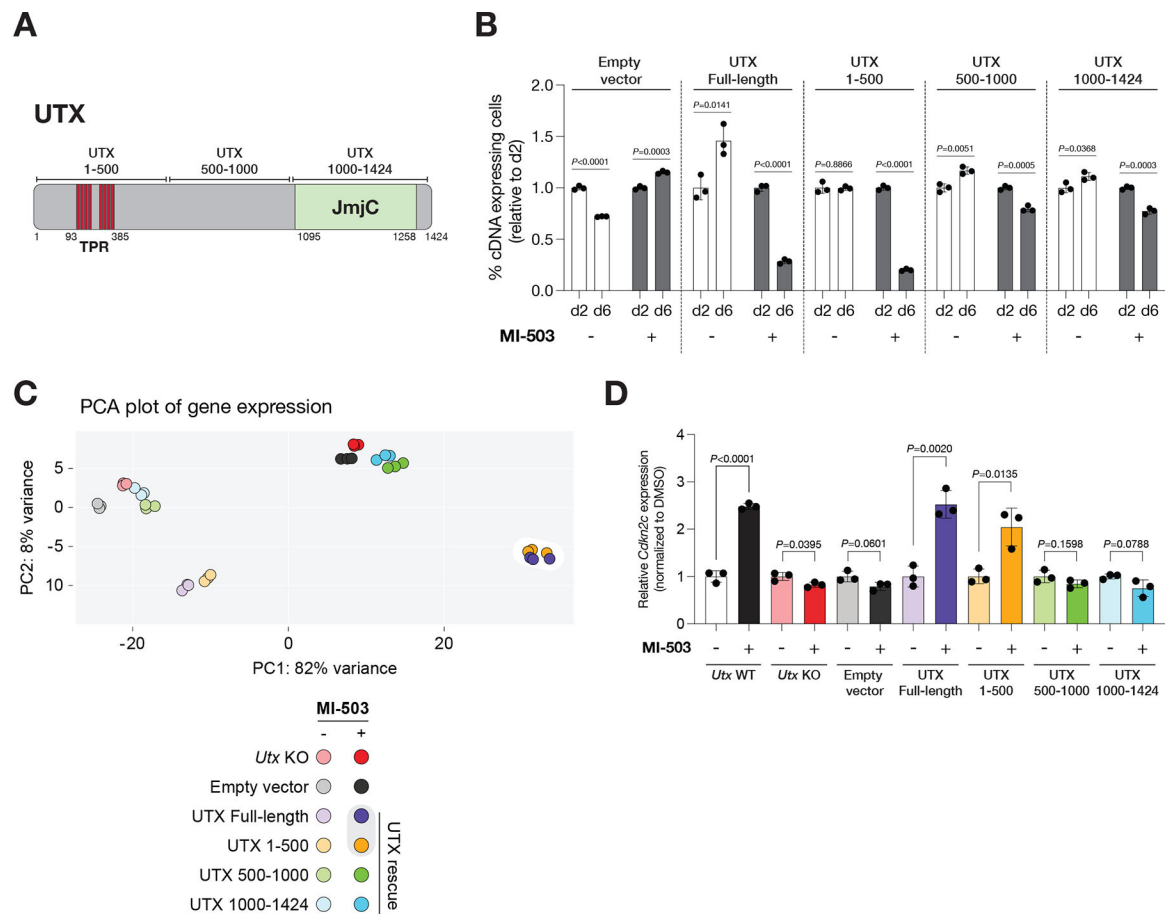 A
UTX
UTX
1-500
UTX
500-1000
UTX
1000-1424
JmjC
1
93
385
1095
1258
1424
TPR
B
Empty
vector
UTX
Full-length
UTX
1-500
UTX
500-1000
UTX
1000-1424
% cDNA expressing cells
(relative to d2)
2.0
1.5
1.0
0.5
0.0
P<0.0001
P=0.0003
P=0.0141
P<0.0001
P=0.8866
P<0.0001
P=0.0051
P=0.0005
P=0.0368
P=0.0003
d2 d6 d2 d6 d2 d6 d2 d6 d2 d6 d2 d6 d2 d6 d2 d6 d2 d6 d2 d6
MI-503 - + - + - + - + - +
C
PCA plot of gene expression
PC2: 8% variance
5
0
-5
10
-20 0 20
PC1: 82% variance
MI-503
- +
Utx KO
Empty vector
UTX Full-length
UTX 1-500
UTX 500-1000
UTX 1000-1424
UTX rescue
D
Relative Cdkn2c expression
(normalized to DMSO)
4
3
2
1
0
P<0.0001
P=0.0395
P=0.0601
P=0.0020
P=0.0135
P=0.1598
P=0.0788
MI-503 - + - + - + - + - + - + - +
Utx WT
Utx KO
Empty
vector
UTX
Full-length
UTX
1-500
UTX
500-1000
UTX
1000-1424